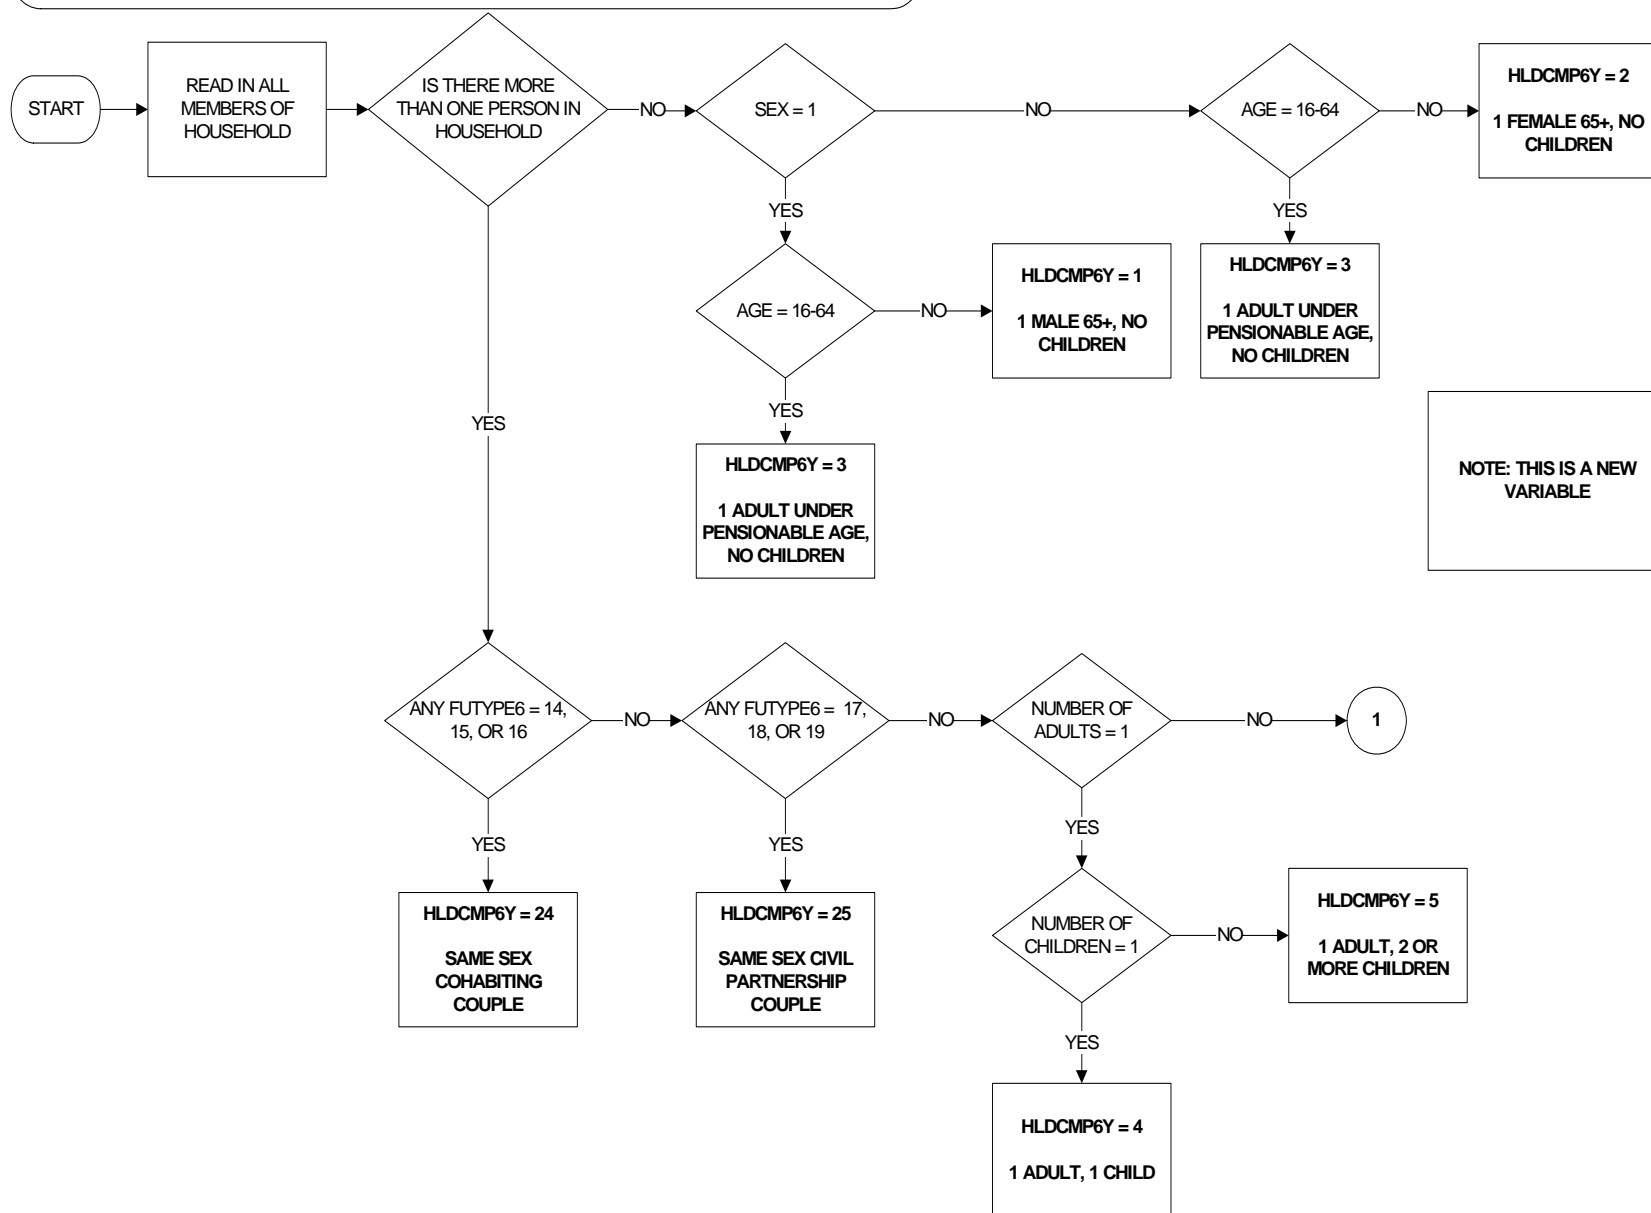 START
READ IN ALL
MEMBERS OF
HOUSEHOLD
IS THERE MORE
THAN ONE PERSON IN
HOUSEHOLD
NO
SEX = 1
NO
AGE = 16-64
NO
HLDCMP6Y = 2
1 FEMALE 65+, NO
CHILDREN
YES
YES
AGE = 16-64
NO
HLDCMP6Y = 1
1 MALE 65+, NO
CHILDREN
HLDCMP6Y = 3
1 ADULT UNDER
PENSIONABLE AGE,
NO CHILDREN
YES
YES
HLDCMP6Y = 3
1 ADULT UNDER
PENSIONABLE AGE,
NO CHILDREN
NOTE: THIS IS A NEW
VARIABLE
ANY FUTYPE6 = 14,
15, OR 16
NO
ANY FUTYPE6 = 17,
18, OR 19
NO
NUMBER OF
ADULTS = 1
NO
1
YES
YES
YES
HLDCMP6Y = 24
SAME SEX
COHABITING
COUPLE
HLDCMP6Y = 25
SAME SEX CIVIL
PARTNERSHIP
COUPLE
NUMBER OF
CHILDREN = 1
NO
HLDCMP6Y = 5
1 ADULT, 2 OR
MORE CHILDREN
YES
HLDCMP6Y = 4
1 ADULT, 1 CHILD